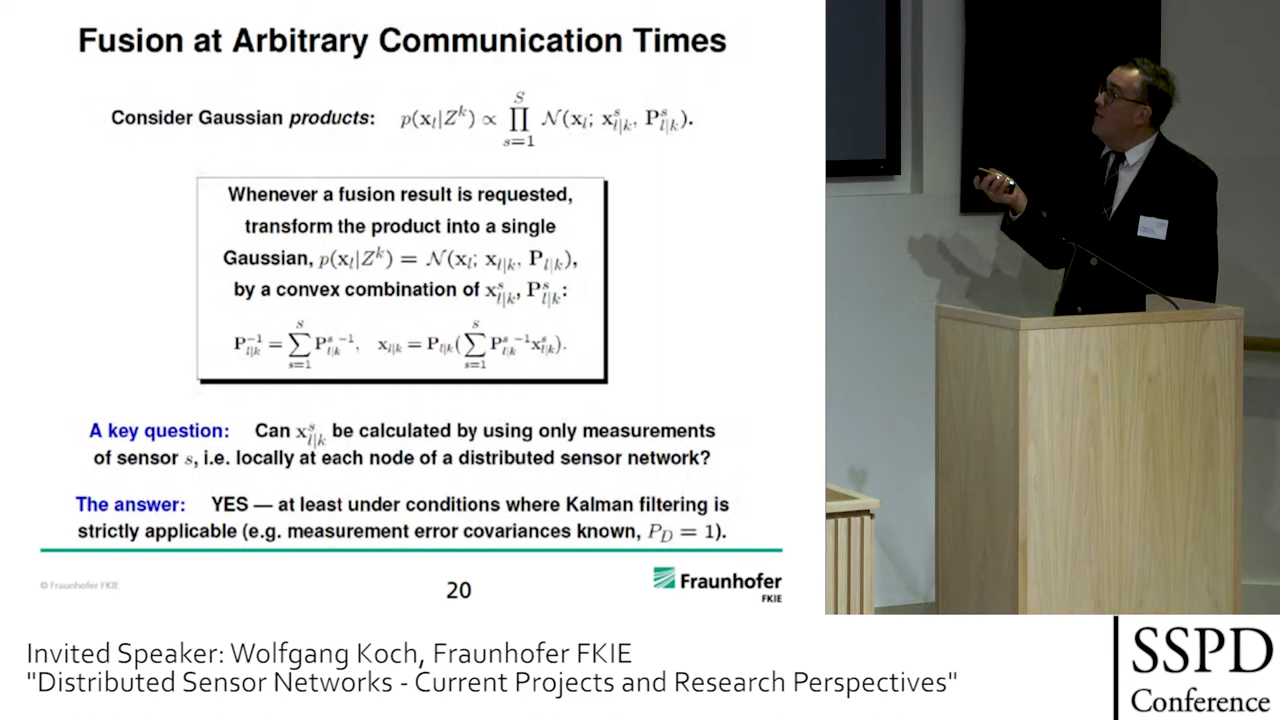 Fusion at Arbitrary Communication Times
Consider Gaussian products: p(x_l|Z^k) ∝ ∏_{s=1}^{S} N(x_l; x^s_{l|k}, P^s_{l|k}).
Whenever a fusion result is requested,
transform the product into a single
Gaussian, p(x_l|Z^k) = N(x_l; x_{l|k}, P_{l|k}),
by a convex combination of x^s_{l|k}, P^s_{l|k}:
P^{-1}_{l|k} = ∑_{s=1}^{S} P^{s -1}_{l|k}, x_{l|k} = P_{l|k}(∑_{s=1}^{S} P^{s -1}_{l|k} x^s_{l|k}).
A key question: Can x^s_{l|k} be calculated by using only measurements
of sensor s, i.e. locally at each node of a distributed sensor network?
The answer: YES — at least under conditions where Kalman filtering is
strictly applicable (e.g. measurement error covariances known, P_D = 1).
© Fraunhofer FKIE
20
Fraunhofer
FKIE
Invited Speaker: Wolfgang Koch, Fraunhofer FKIE
"Distributed Sensor Networks - Current Projects and Research Perspectives"
SSPD
Conference